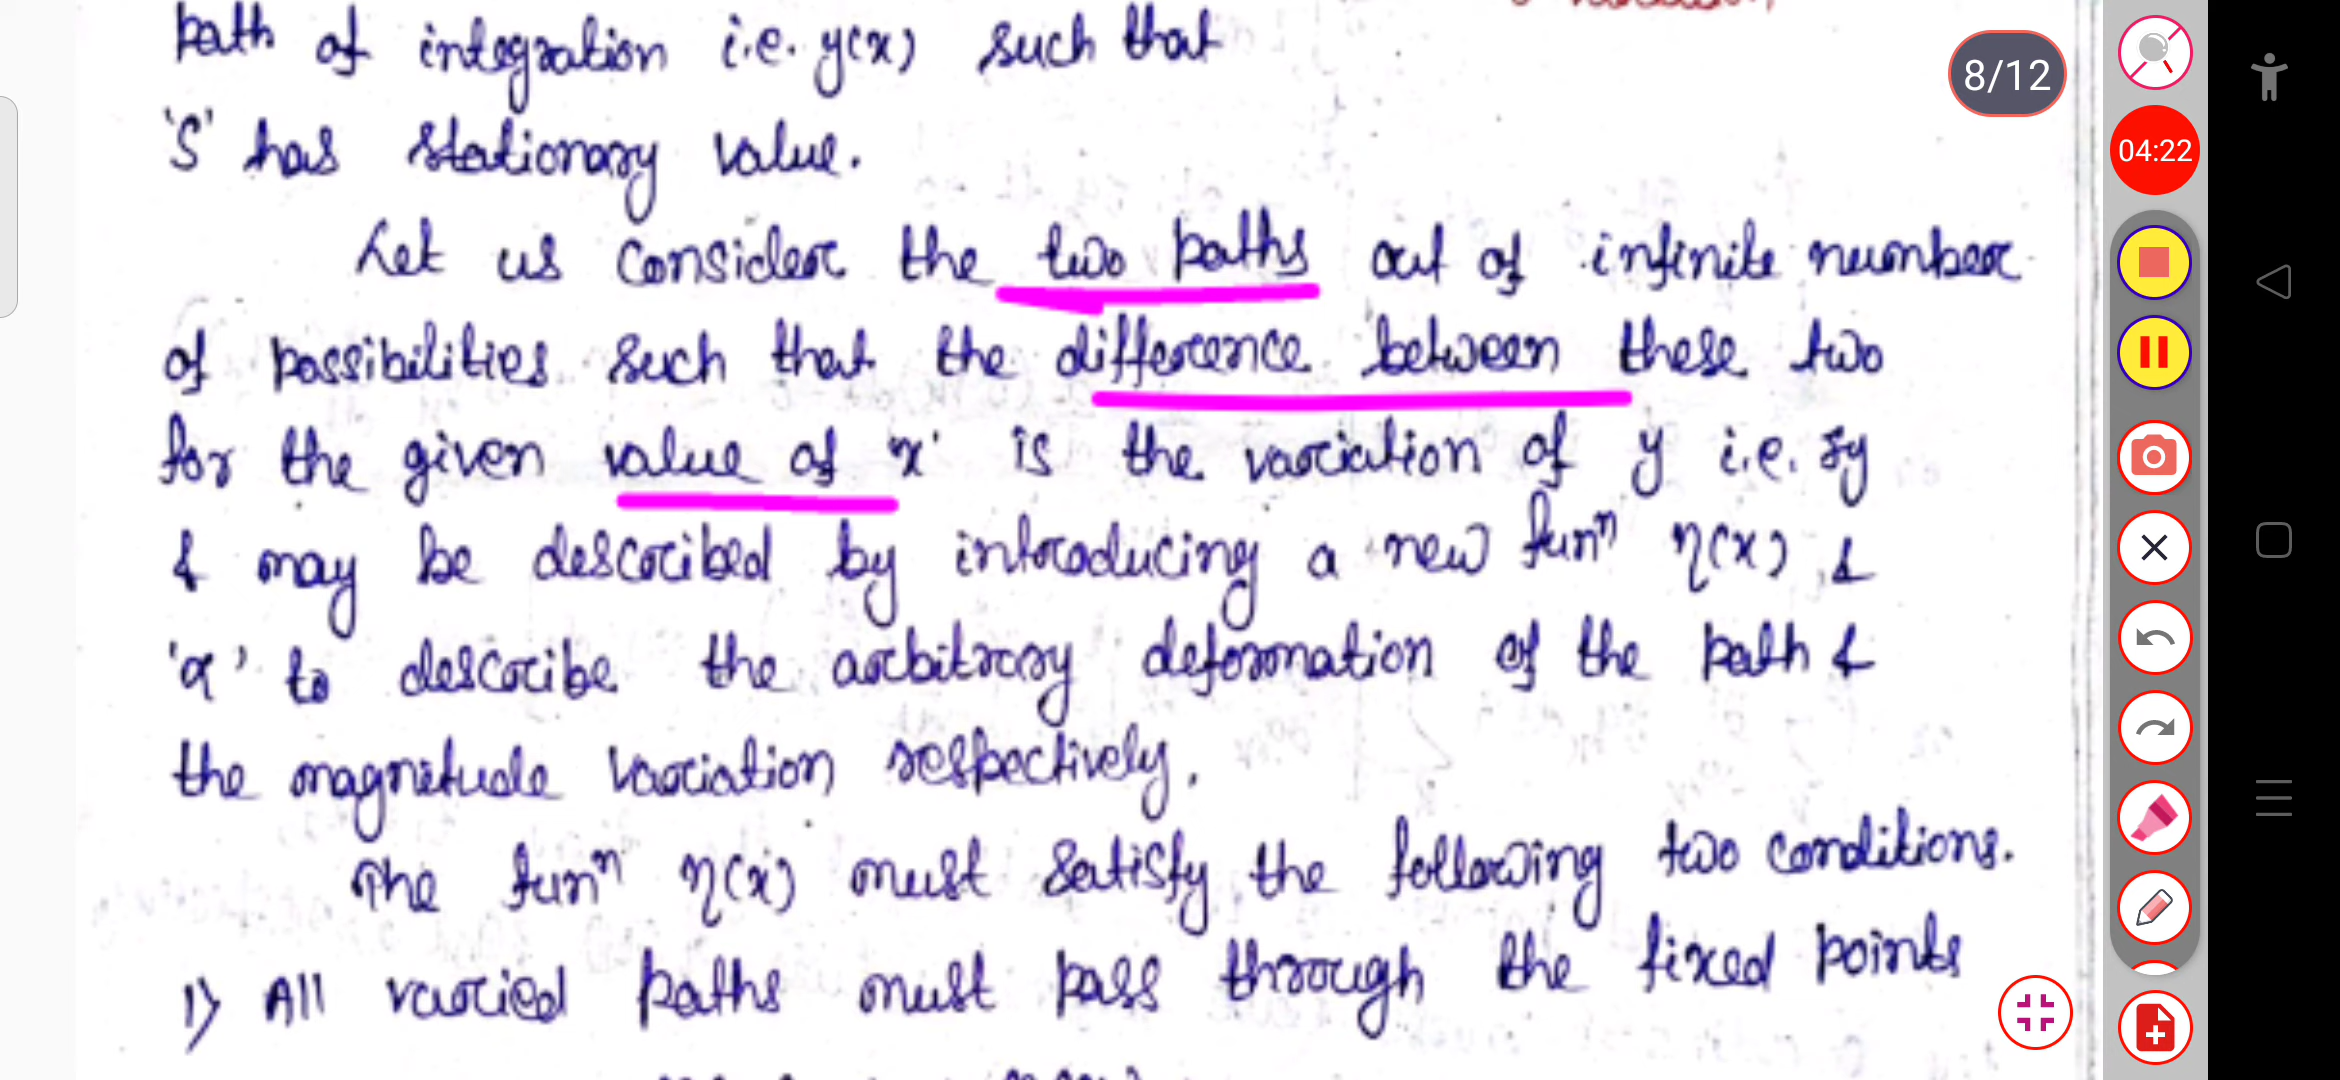 path of integration i.e. y(x) such that
'S' has stationary value.
Let us consider the two paths out of infinite number
of possibilities such that the difference between these two
for the given value of 'x' is the variation of y i.e. δy
& may be described by introducing a new funⁿ η(x) &
'α' to describe the arbitrary deformation of the path &
the magnitude variation respectively.
The funⁿ η(x) must satisfy the following two conditions.
1) All varied paths must pass through the fixed points
8/12
04:22